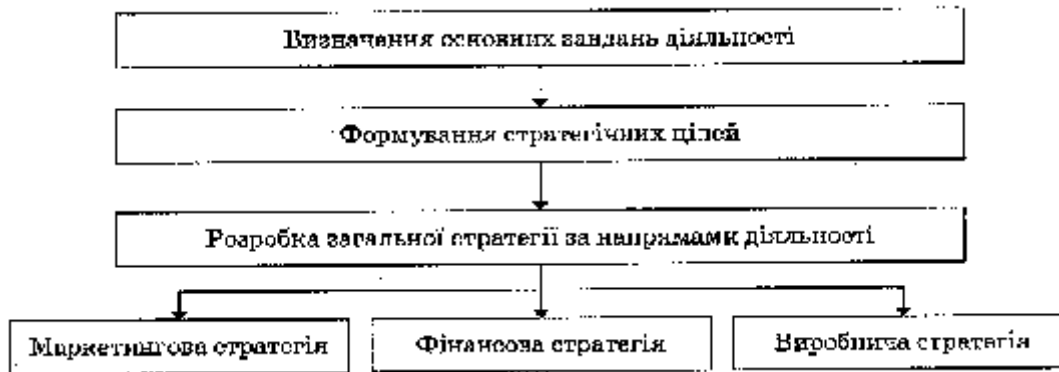 Визначення основних завдань діяльності
Формування стратегічних цілей
Розробка загальної стратегії за напрямами діяльності
Маркетингова стратегія
Фінансова стратегія
Виробнича стратегія